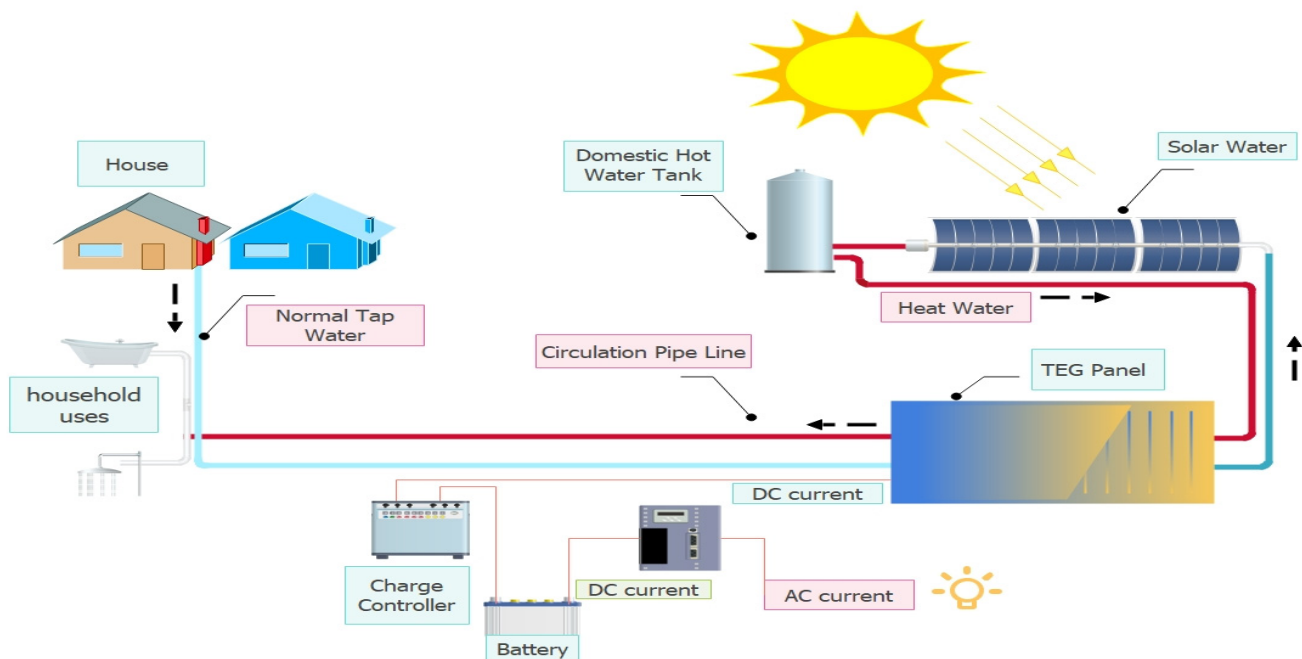 House
Domestic Hot
Water Tank
Solar Water
Normal Tap
Water
Heat Water
Circulation Pipe Line
TEG Panel
household
uses
DC current
Charge
Controller
DC current
AC current
Battery